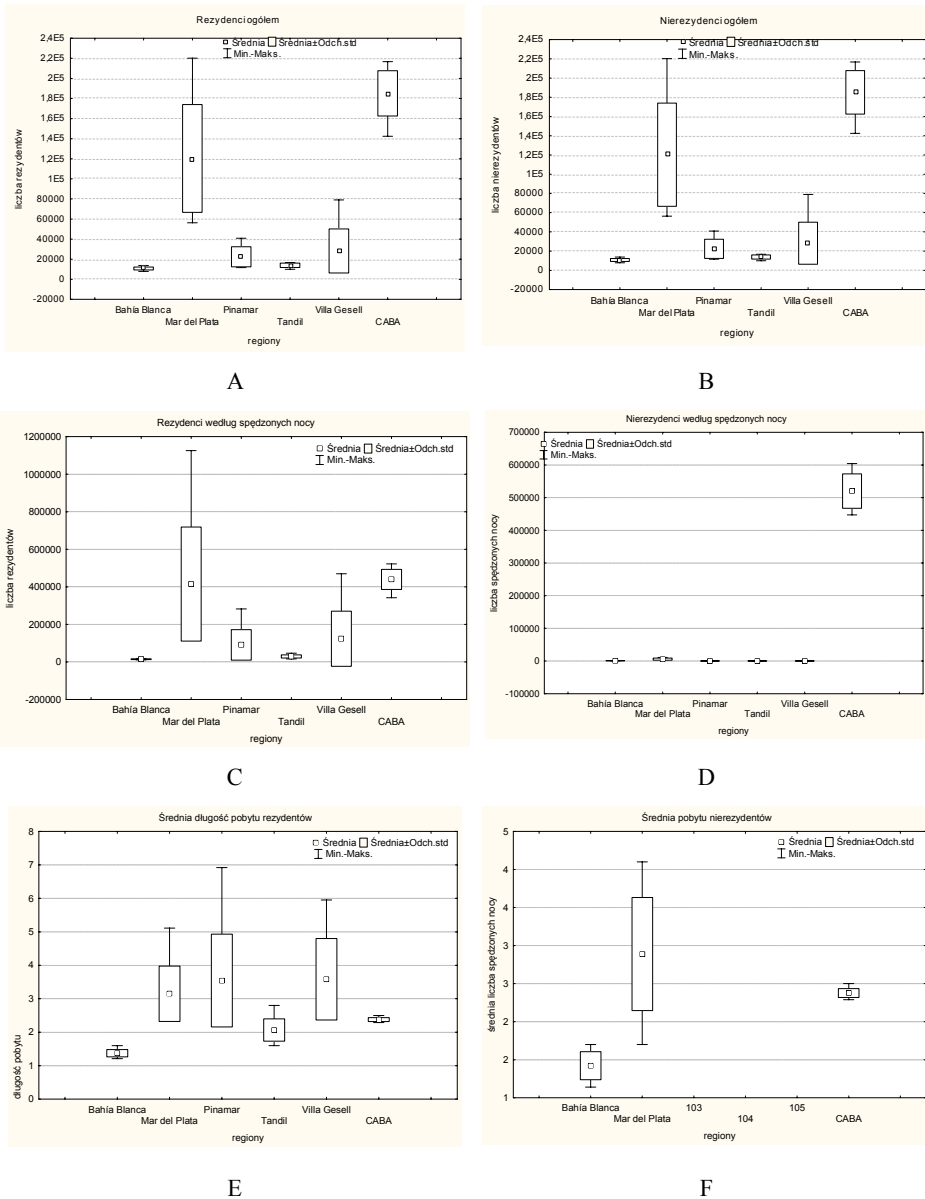 Rezydenci ogółem
Średnia Średnia±Odch.std
Min.-Maks.
liczba rezydentów
2,4E5
2,2E5
2E5
1,8E5
1,6E5
1,4E5
1,2E5
1E5
80000
60000
40000
20000
0
-20000
Bahía Blanca Pinamar Villa Gesell
Mar del Plata Tandil CABA
regiony
A
Nierezydenci ogółem
Średnia Średnia±Odch.std
Min.-Maks.
liczba nierezydentów
2,4E5
2,2E5
2E5
1,8E5
1,6E5
1,4E5
1,2E5
1E5
80000
60000
40000
20000
0
-20000
Bahía Blanca Pinamar Villa Gesell
Mar del Plata Tandil CABA
regiony
B
Rezydenci według spędzonych nocy
Średnia Średnia±Odch.std
Min.-Maks.
liczba rezydentów
1200000
1000000
800000
600000
400000
200000
0
-200000
Bahía Blanca Pinamar Villa Gesell
Mar del Plata Tandil CABA
regiony
C
Nierezydenci według spędzonych nocy
Średnia Średnia±Odch.std
Min.-Maks.
liczba spędzonych nocy
700000
600000
500000
400000
300000
200000
100000
0
-100000
Bahía Blanca Pinamar Villa Gesell
Mar del Plata Tandil CABA
regiony
D
Średnia długość pobytu rezydentów
Średnia Średnia±Odch.std
Min.-Maks.
długość pobytu
8
7
6
5
4
3
2
1
0
Bahía Blanca Pinamar Villa Gesell
Mar del Plata Tandil CABA
regiony
E
Średnia pobytu nierezydentów
Średnia Średnia±Odch.std
Min.-Maks.
średnia liczba spędzonych nocy
5
4
4
3
3
2
2
1
Bahía Blanca 103 105
Mar del Plata 104 CABA
regiony
F